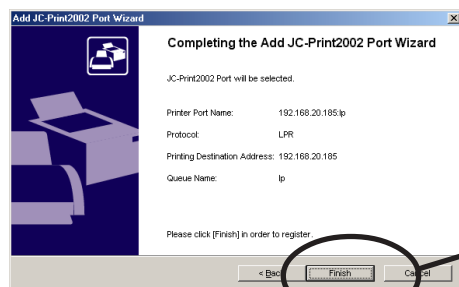 Add JC-Print2002 Port Wizard
Completing the Add JC-Print2002 Port Wizard
JC-Print2002 Port will be selected.
Printer Port Name: 192.168.20.185:lp
Protocol: LPR
Printing Destination Address: 192.168.20.185
Queue Name: lp
Please click [Finish] in order to register.
< Back Finish Cancel